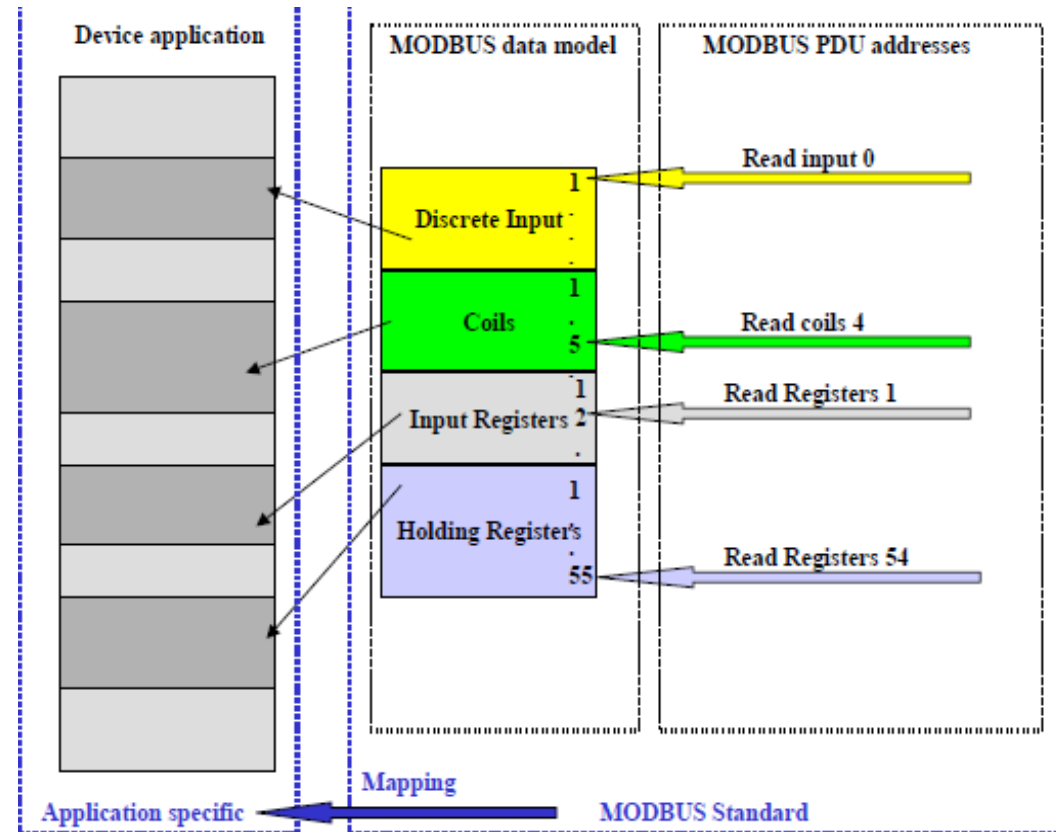 Device application
MODBUS data model
MODBUS PDU addresses
Read input 0
1
Discrete Input
.
.
.
1
Coils
.
5
Read coils 4
1
Input Registers 2
.
Read Registers 1
1
Holding Registers
.
.
55
Read Registers 54
Mapping
Application specific
MODBUS Standard